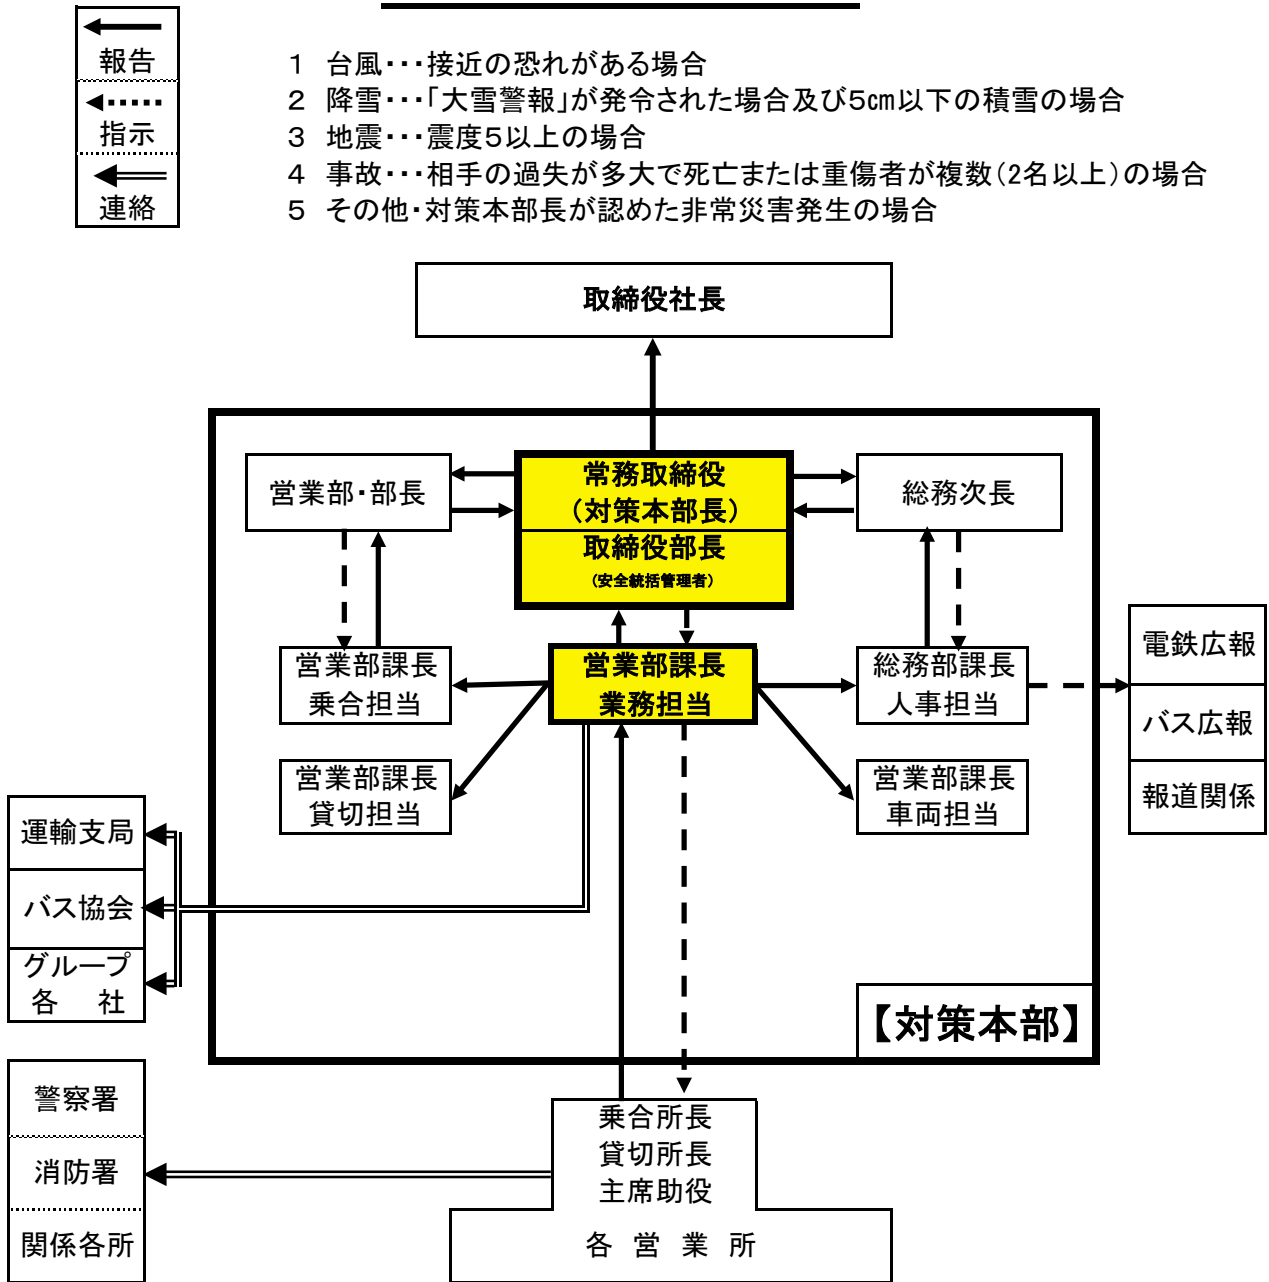 報告
指示
連絡
1 台風・・・接近の恐れがある場合
2 降雪・・・「大雪警報」が発令された場合及び5㎝以下の積雪の場合
3 地震・・・震度5以上の場合
4 事故・・・相手の過失が多大で死亡または重傷者が複数(2名以上)の場合
5 その他・対策本部長が認めた非常災害発生の場合
取締役社長
営業部・部長
常務取締役
(対策本部長)
取締役部長
(安全統括管理者)
総務次長
営業部課長
乗合担当
営業部課長
業務担当
総務部課長
人事担当
営業部課長
貸切担当
営業部課長
車両担当
電鉄広報
バス広報
報道関係
運輸支局
バス協会
グループ
各 社
【対策本部】
警察署
消防署
関係各所
乗合所長
貸切所長
主席助役
各 営 業 所